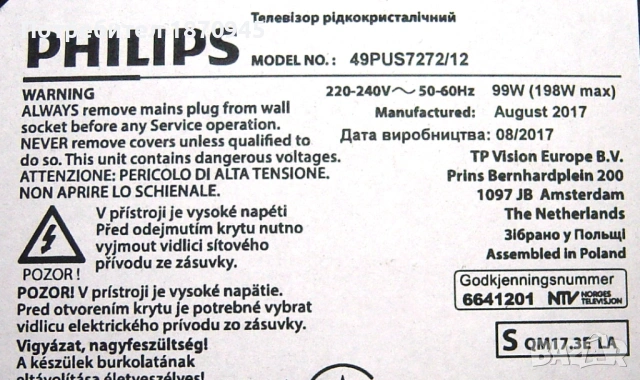 Телевізор рідкокристалічний
PHILIPS
MODEL NO.: 49PUS7272/12
WARNING
ALWAYS remove mains plug from wall
socket before any Service operation.
NEVER remove covers unless qualified to
do so. This unit contains dangerous voltages.
ATTENZIONE: PERICOLO DI ALTA TENSIONE.
NON APRIRE LO SCHIENALE.
220-240V~ 50-60Hz 99W (198W max)
Manufactured: August 2017
Дата виробництва: 08/2017
TP Vision Europe B.V.
Prins Bernhardplein 200
1097 JB Amsterdam
The Netherlands
Зібрано у Польщі
Assembled in Poland
V přístroji je vysoké napětí
Před odejmutím krytu nutno
vyjmout vidlici síťového
přívodu ze zásuvky.
POZOR !
POZOR! V prístroji je vysoké napätie.
Pred otvorením krytu je potrebné vybrat
vidlicu elektrického prívodu zo zásuvky.
Vigyázat, nagyfeszültség!
A készülek burkolatának
eltávolítása életveszélyes!
Godkjenningsnummer
6641201 NTV NORGES
TELEVISJON
S QM17.3E LA